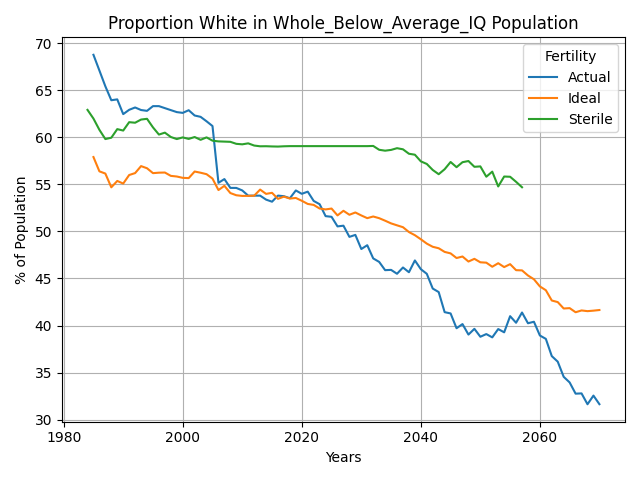 Proportion White in Whole_Below_Average_IQ Population
Fertility
Actual
Ideal
Sterile
% of Population
70
65
60
55
50
45
40
35
30
1980
2000
2020
2040
2060
Years